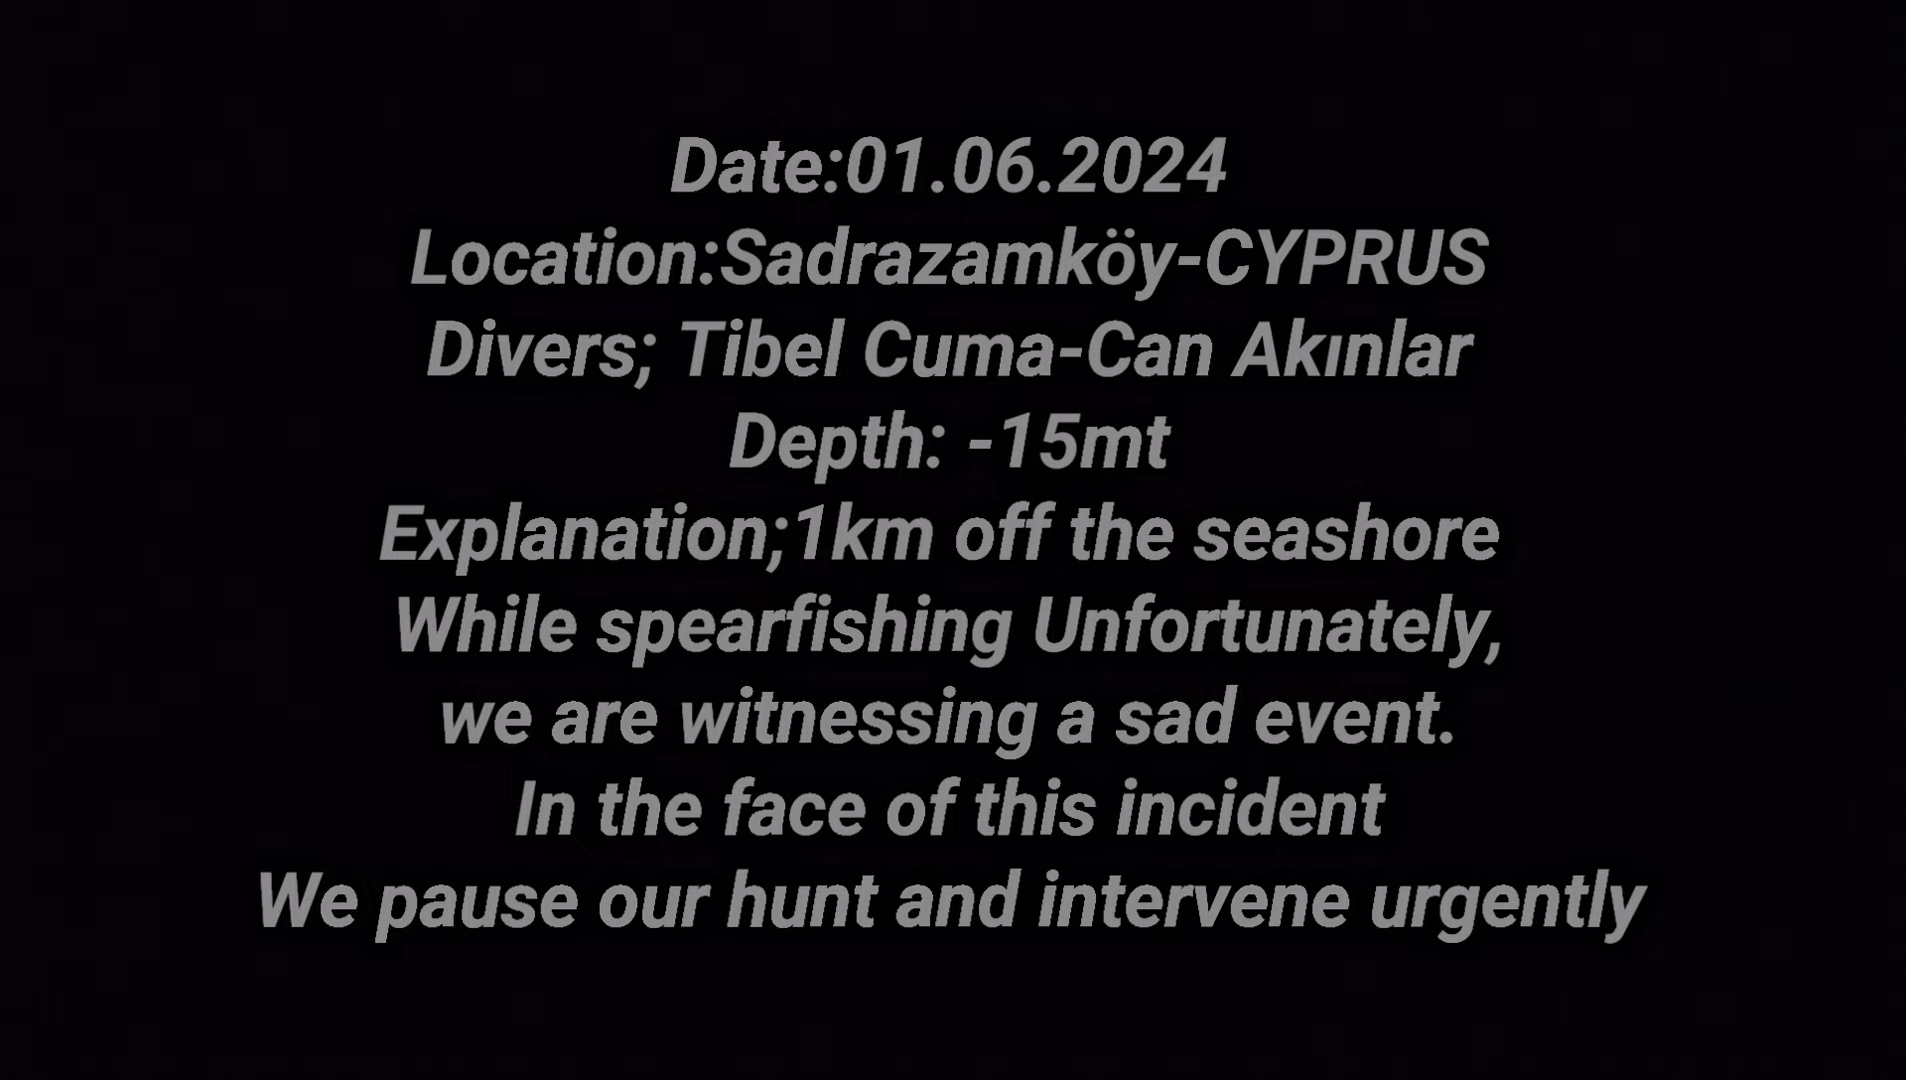 Date:01.06.2024
Location:Sadrazamköy-CYPRUS
Divers; Tibel Cuma-Can Akınlar
Depth: -15mt
Explanation;1km off the seashore
While spearfishing Unfortunately,
we are witnessing a sad event.
In the face of this incident
We pause our hunt and intervene urgently